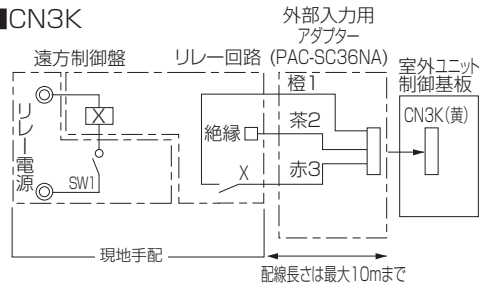 ■CN3K
外部入力用
アダプター
(PAC-SC36NA)
遠方制御盤
リレー回路
室外ユニット
制御基板
リレー電源
X
SW1
絶縁
X
橙1
茶2
赤3
CN3K(黄)
現地手配
配線長さは最大10mまで